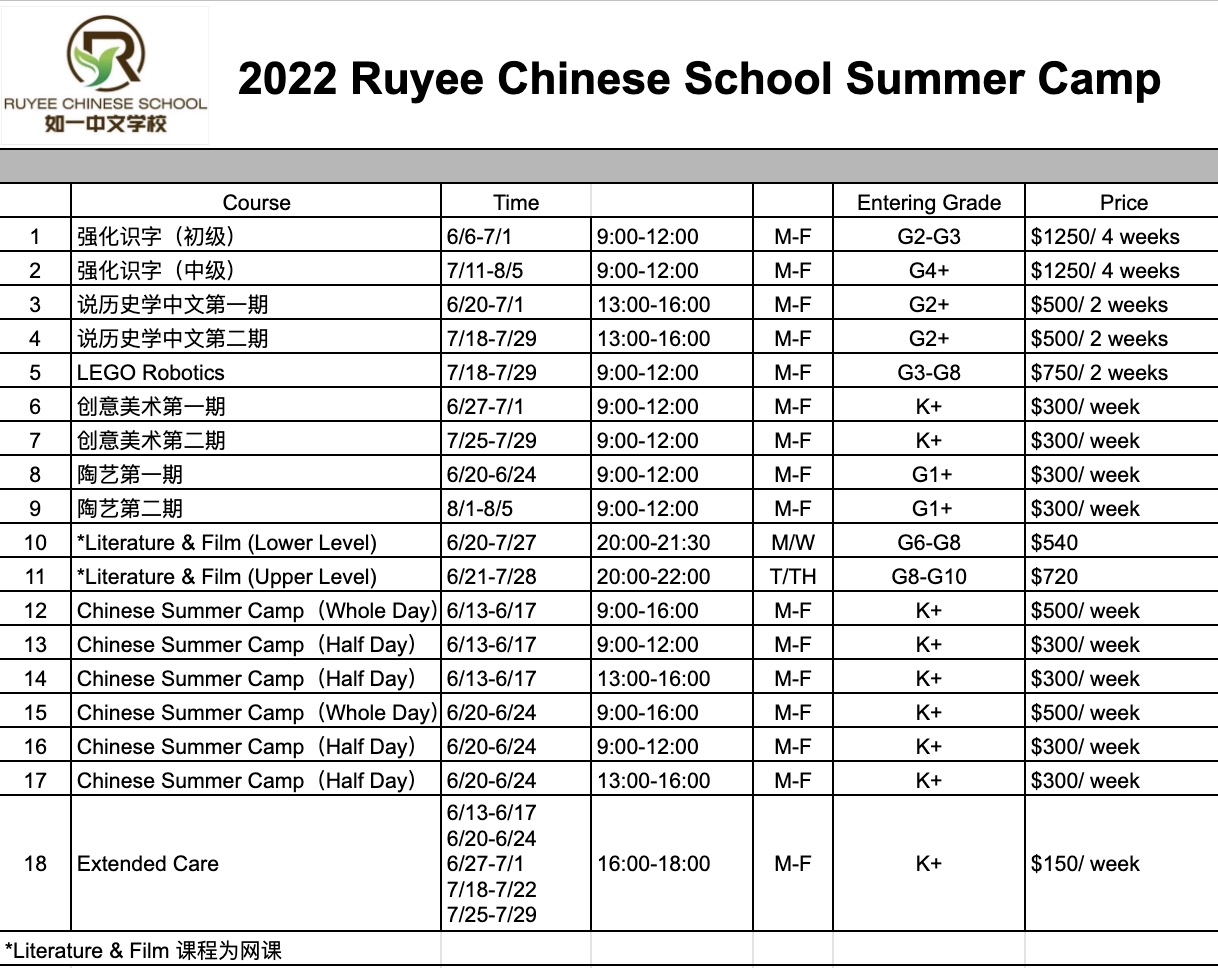 RUYEE CHINESE SCHOOL
如一中文学校
2022 Ruyee Chinese School Summer Camp
Course Time Entering Grade Price
1 强化识字（初级） 6/6-7/1 9:00-12:00 M-F G2-G3 $1250/ 4 weeks
2 强化识字（中级） 7/11-8/5 9:00-12:00 M-F G4+ $1250/ 4 weeks
3 说历史学中文第一期 6/20-7/1 13:00-16:00 M-F G2+ $500/ 2 weeks
4 说历史学中文第二期 7/18-7/29 13:00-16:00 M-F G2+ $500/ 2 weeks
5 LEGO Robotics 7/18-7/29 9:00-12:00 M-F G3-G8 $750/ 2 weeks
6 创意美术第一期 6/27-7/1 9:00-12:00 M-F K+ $300/ week
7 创意美术第二期 7/25-7/29 9:00-12:00 M-F K+ $300/ week
8 陶艺第一期 6/20-6/24 9:00-12:00 M-F G1+ $300/ week
9 陶艺第二期 8/1-8/5 9:00-12:00 M-F G1+ $300/ week
10 *Literature & Film (Lower Level) 6/20-7/27 20:00-21:30 M/W G6-G8 $540
11 *Literature & Film (Upper Level) 6/21-7/28 20:00-22:00 T/TH G8-G10 $720
12 Chinese Summer Camp（Whole Day） 6/13-6/17 9:00-16:00 M-F K+ $500/ week
13 Chinese Summer Camp（Half Day） 6/13-6/17 9:00-12:00 M-F K+ $300/ week
14 Chinese Summer Camp（Half Day） 6/13-6/17 13:00-16:00 M-F K+ $300/ week
15 Chinese Summer Camp（Whole Day） 6/20-6/24 9:00-16:00 M-F K+ $500/ week
16 Chinese Summer Camp（Half Day） 6/20-6/24 9:00-12:00 M-F K+ $300/ week
17 Chinese Summer Camp（Half Day） 6/20-6/24 13:00-16:00 M-F K+ $300/ week
6/13-6/17
6/20-6/24
18 Extended Care 6/27-7/1 16:00-18:00 M-F K+ $150/ week
7/18-7/22
7/25-7/29
*Literature & Film 课程为网课